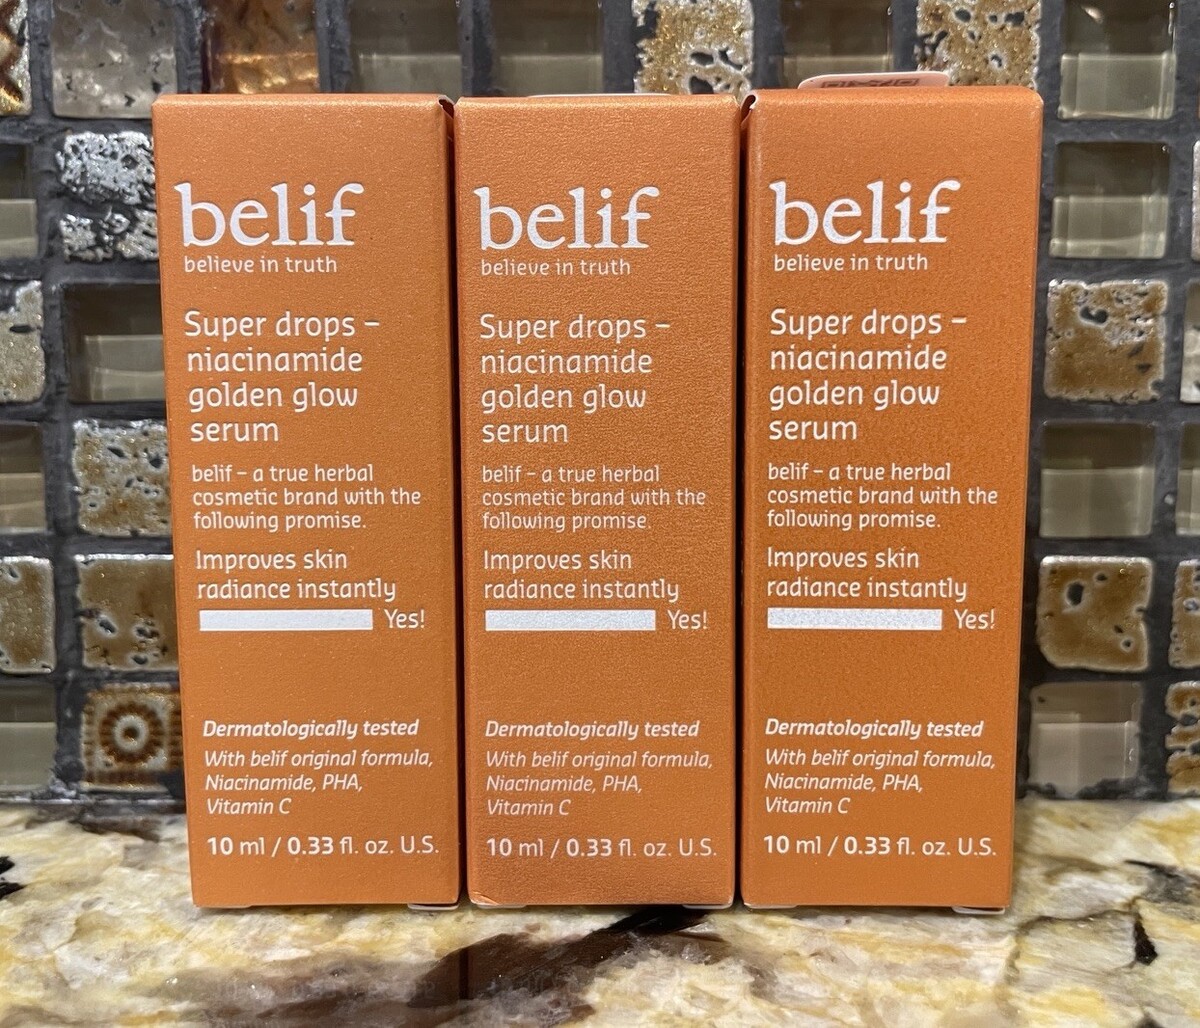 belif
believe in truth
Super drops –
niacinamide
golden glow
serum
belif – a true herbal
cosmetic brand with the
following promise.
Improves skin
radiance instantly
Yes!
Dermatologically tested
With belif original formula,
Niacinamide, PHA,
Vitamin C
10 ml / 0.33 fl. oz. U.S.
belif
believe in truth
Super drops –
niacinamide
golden glow
serum
belif – a true herbal
cosmetic brand with the
following promise.
Improves skin
radiance instantly
Yes!
Dermatologically tested
With belif original formula,
Niacinamide, PHA,
Vitamin C
10 ml / 0.33 fl. oz. U.S.
belif
believe in truth
Super drops –
niacinamide
golden glow
serum
belif – a true herbal
cosmetic brand with the
following promise.
Improves skin
radiance instantly
Yes!
Dermatologically tested
With belif original formula,
Niacinamide, PHA,
Vitamin C
10 ml / 0.33 fl. oz. U.S.